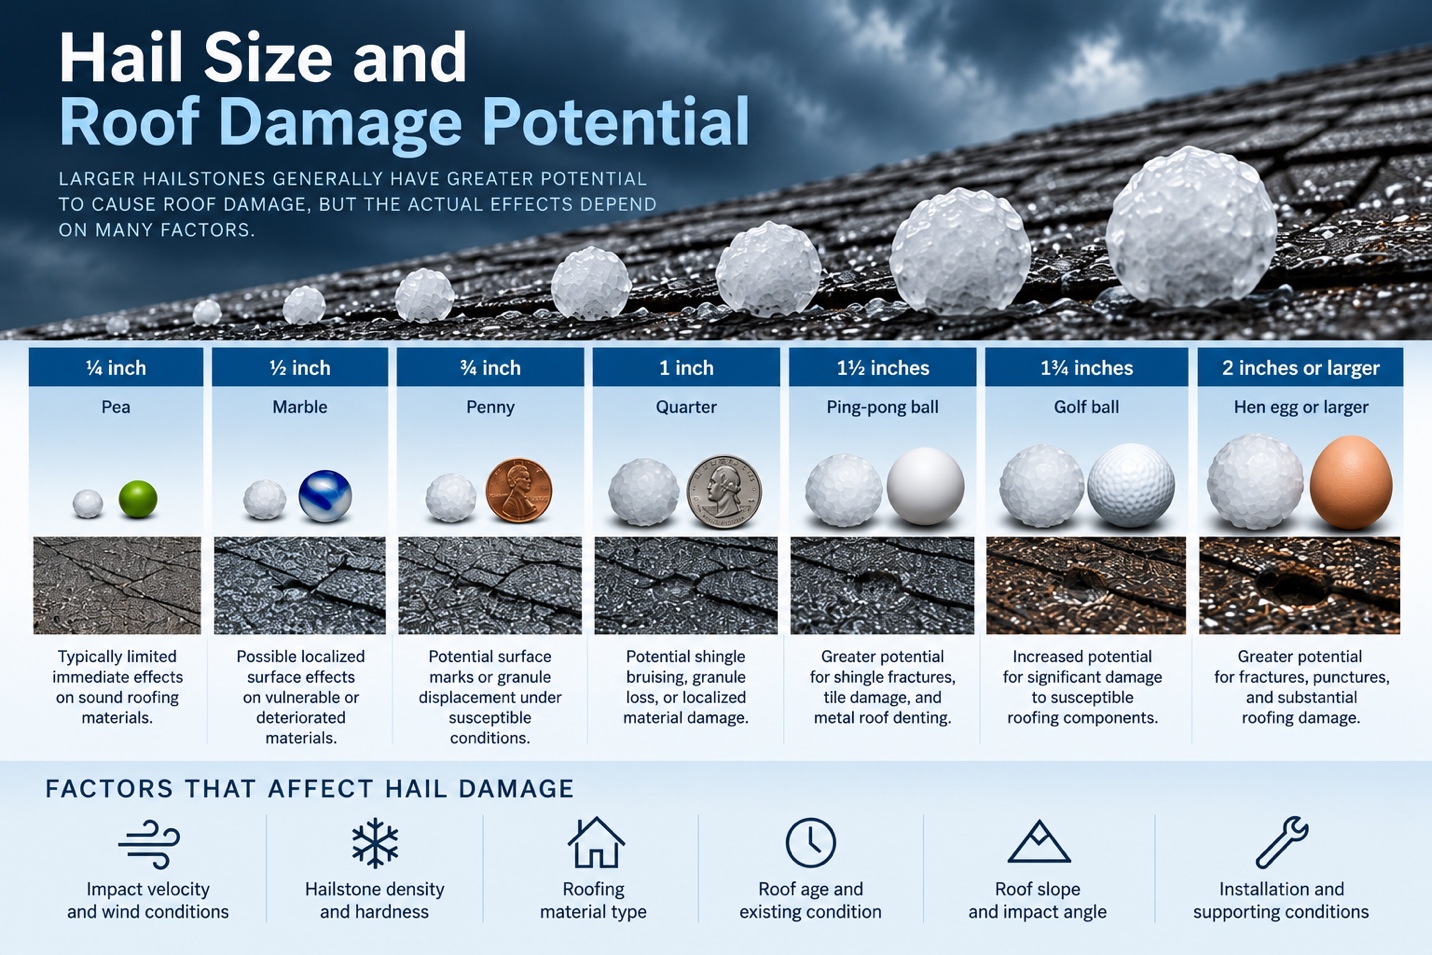 Hail Size and
Roof Damage Potential
LARGER HAILSTONES GENERALLY HAVE GREATER POTENTIAL
TO CAUSE ROOF DAMAGE, BUT THE ACTUAL EFFECTS DEPEND
ON MANY FACTORS.
¼ inch
Pea
Typically limited
immediate effects
on sound roofing
materials.
½ inch
Marble
Possible localized
surface effects
on vulnerable or
deteriorated
materials.
¾ inch
Penny
Potential surface
marks or granule
displacement under
susceptible
conditions.
1 inch
Quarter
Potential shingle
bruising, granule
loss, or localized
material damage.
1½ inches
Ping-pong ball
Greater potential
for shingle fractures,
tile damage, and
metal roof denting.
1¾ inches
Golf ball
Increased potential
for significant damage
to susceptible
roofing components.
2 inches or larger
Hen egg or larger
Greater potential
for fractures, punctures,
and substantial
roofing damage.
FACTORS THAT AFFECT HAIL DAMAGE
Impact velocity
and wind conditions
Hailstone density
and hardness
Roofing
material type
Roof age and
existing condition
Roof slope
and impact angle
Installation and
supporting conditions